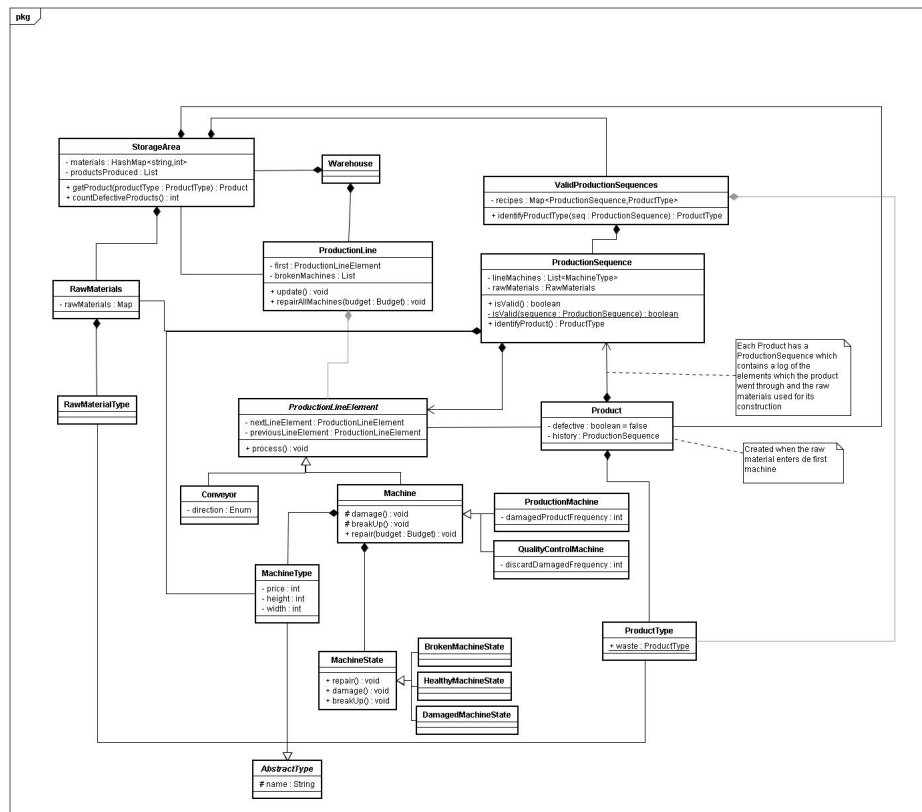 pkg
StorageArea
- materials : HashMap<string,int>
- productsProduced : List
+ getProduct(productType : ProductType) : Product
+ countDefectiveProducts() : int
Warehouse
ValidProductionSequences
- recipes : Map<ProductionSequence,ProductType>
+ identifyProductType(seq : ProductionSequence) : ProductType
ProductionLine
- first : ProductionLineElement
- brokenMachines : List
+ update() : void
+ repairAllMachines(budget : Budget) : void
ProductionSequence
- lineMachines : List<MachineType>
- rawMaterials : RawMaterials
+ isValid() : boolean
- isValid(sequence : ProductionSequence) : boolean
+ identifyProduct() : ProductType
RawMaterials
- rawMaterials : Map
Each Product has a
ProductionSequence which
contains a log of the
elements which the product
went through and the raw
materials used for its
construction
RawMaterialType
ProductionLineElement
- nextLineElement : ProductionLineElement
- previousLineElement : ProductionLineElement
+ process() : void
Product
- defective : boolean = false
- history : ProductionSequence
Created when the raw
material enters de first
machine
Conveyor
- direction : Enum
Machine
# damage() : void
# breakUp() : void
+ repair(budget : Budget) : void
ProductionMachine
- damagedProductFrequency : int
QualityControlMachine
- discardDamagedFrequency : int
MachineType
- price : int
- height : int
- width : int
ProductType
+ waste : ProductType
MachineState
+ repair() : void
+ damage() : void
+ breakUp() : void
BrokenMachineState
HealthyMachineState
DamagedMachineState
AbstractType
# name : String